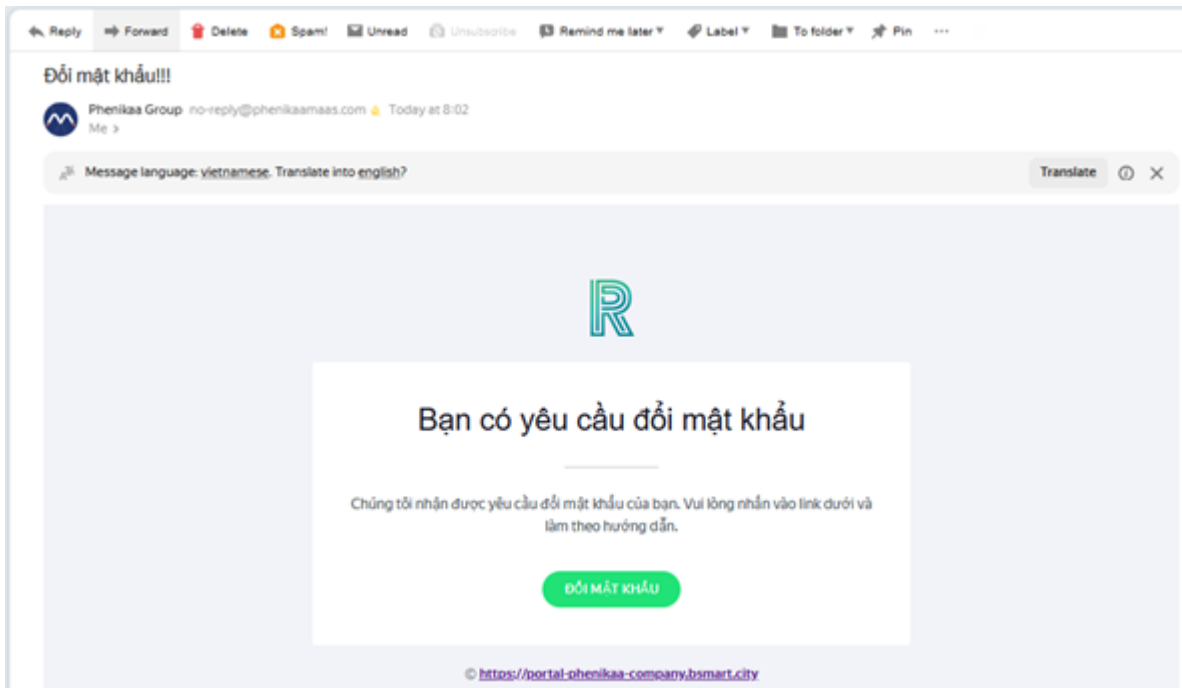 Reply Forward Delete Spam! Unread Unsubscribe Remind me later Label To folder Pin ...
Đổi mật khẩu!!!
Phenikaa Group no-reply@phenikaamaas.com Today at 8:02
Me >
Message language: vietnamese. Translate into english? Translate
R
Bạn có yêu cầu đổi mật khẩu
Chúng tôi nhận được yêu cầu đổi mật khẩu của bạn. Vui lòng nhấn vào link dưới và
làm theo hướng dẫn.
ĐỔI MẬT KHẨU
© https://portal-phenikaa-company.bsmart.city